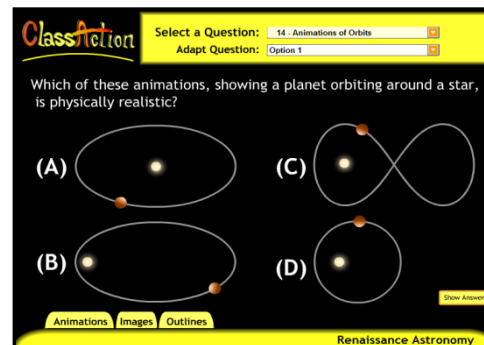 ClassAction
Select a Question: 14 - Animations of Orbits
Adapt Question: Option 1
Which of these animations, showing a planet orbiting around a star,
is physically realistic?
(A)
(C)
(B)
(D)
Show Answer
Animations Images Outlines
Renaissance Astronomy